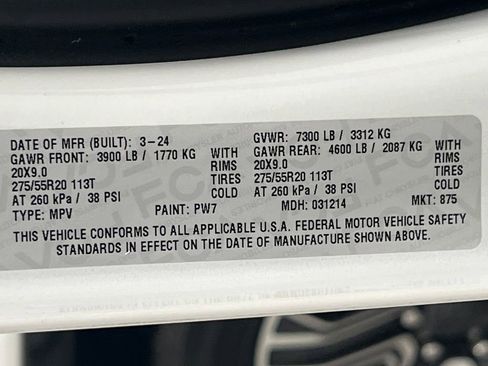 DATE OF MFR (BUILT): 3-24 GVWR: 7300 LB / 3312 KG
GAWR FRONT: 3900 LB / 1770 KG WITH GAWR REAR: 4600 LB / 2087 KG WITH
20X9.0 RIMS 20X9.0 RIMS
275/55R20 113T TIRES 275/55R20 113T TIRES
AT 260 kPa / 38 PSI COLD AT 260 kPa / 38 PSI COLD
TYPE: MPV PAINT: PW7 MDH: 031214 MKT: 875
THIS VEHICLE CONFORMS TO ALL APPLICABLE U.S.A. FEDERAL MOTOR VEHICLE SAFETY
STANDARDS IN EFFECT ON THE DATE OF MANUFACTURE SHOWN ABOVE.